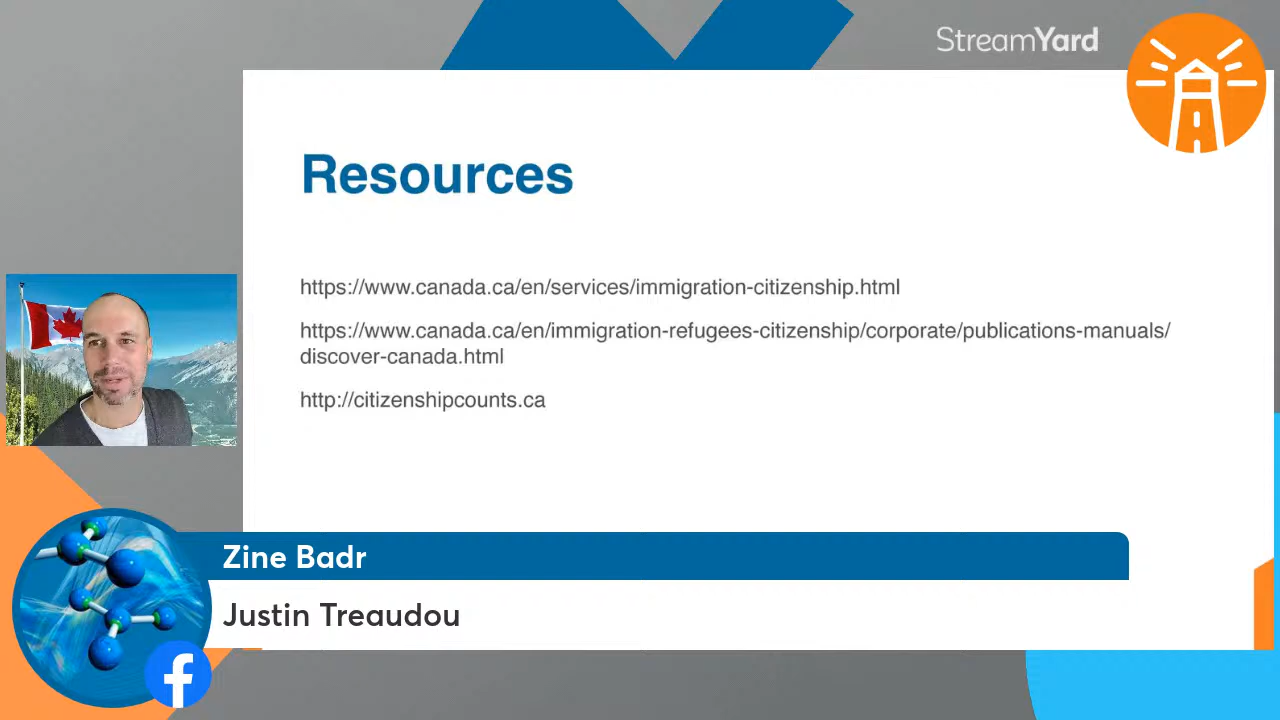 StreamYard
Resources
https://www.canada.ca/en/services/immigration-citizenship.html
https://www.canada.ca/en/immigration-refugees-citizenship/corporate/publications-manuals/
discover-canada.html
http://citizenshipcounts.ca
Zine Badr
Justin Treaudou